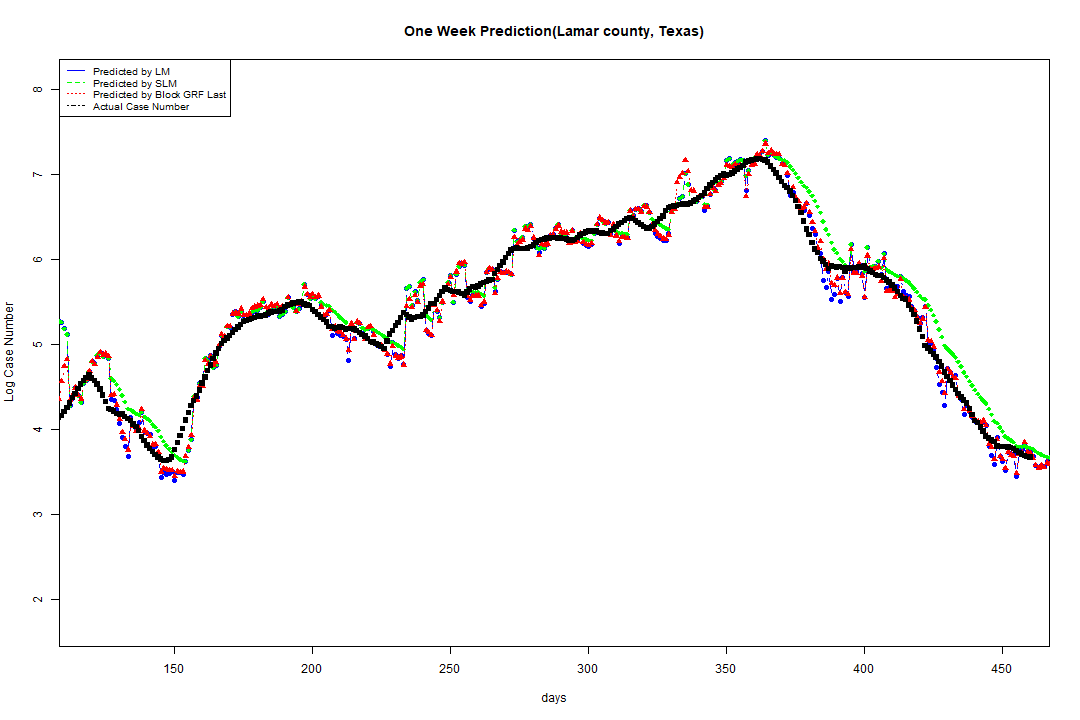 One Week Prediction(Lamar county, Texas)
Predicted by LM
Predicted by SLM
Predicted by Block GRF Last
Actual Case Number
8
7
6
5
4
3
2
Log Case Number
150 200 250 300 350 400 450
days